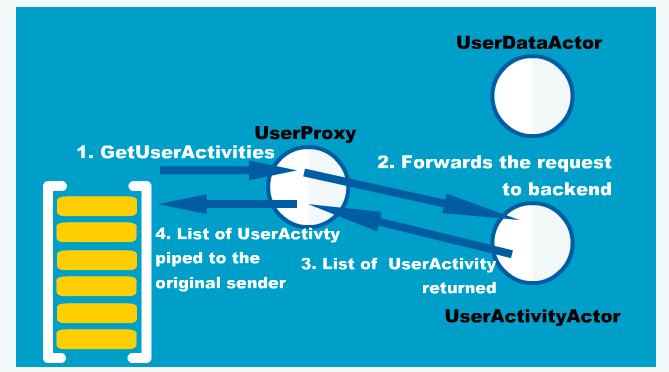 UserDataActor
UserProxy
1. GetUserActivities
2. Forwards the request
to backend
4. List of UserActivty
piped to the
original sender
3. List of UserActivity
returned
UserActivityActor